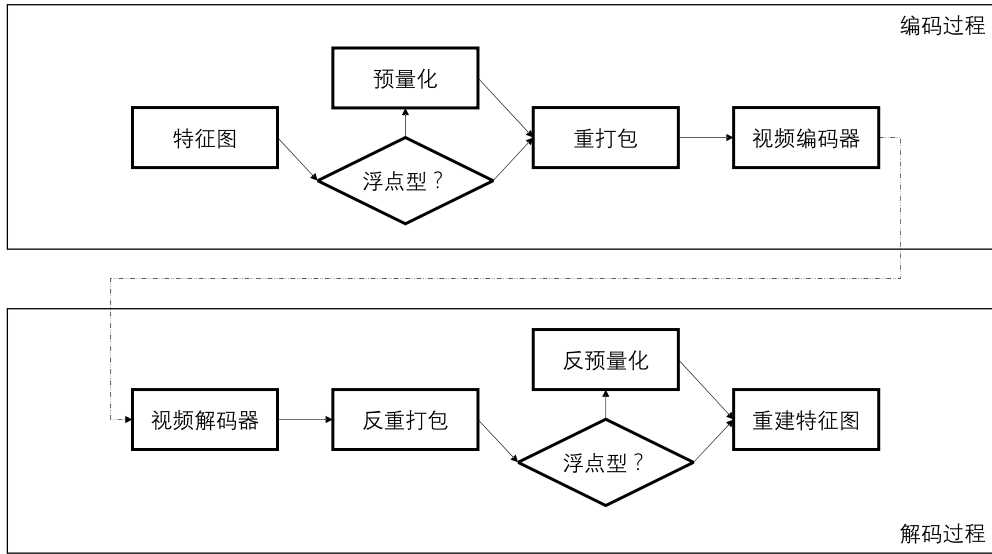 编码过程
预量化
特征图
浮点型？
重打包
视频编码器
反预量化
视频解码器
反重打包
浮点型？
重建特征图
解码过程